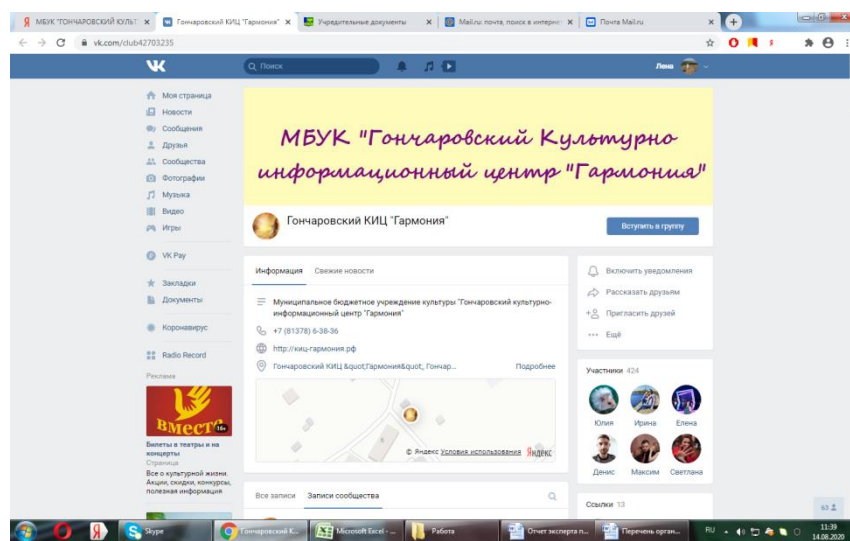 МБУК "ГОНЧАРОВСКИЙ КУЛЬТ
Гончаровский КИЦ "Гармония"
Учредительные документы
Mail.ru: почта, поиск в интернет
Почта Mail.ru
vk.com/club42703235
Поиск
Лена
Моя страница
Новости
Сообщения
Друзья
Сообщества
Фотографии
Музыка
Видео
Игры
VK Pay
Закладки
Документы
Коронавирус
Radio Record
Реклама
ВМЕСТО
16+
Билеты в театры и на
концерты
Страница
Все о культурной жизни.
Акции, скидки, конкурсы,
полезная информация
МБУК "Гончаровский Культурно
информационный центр "Гармония"
Гончаровский КИЦ "Гармония"
Вступить в группу
Информация Свежие новости
Муниципальное бюджетное учреждение культуры "Гончаровский культурно-
информационный центр "Гармония"
+7 (81378) 6-38-36
http://киц-гармония.рф
Гончаровский КИЦ &quot;Гармония&quot;, Гончар... Подробнее
© Яндекс Условия использования Яндекс
Все записи Записи сообщества
Включить уведомления
Рассказать друзьям
Пригласить друзей
Ещё
Участники 424
Юлия Ирина Елена
Денис Максим Светлана
Ссылки 13
63
Skype
Гончаровский К...
Microsoft Excel - ...
Работа
Отчет эксперта п...
Перечень орган...
RU
11:39
14.08.2020